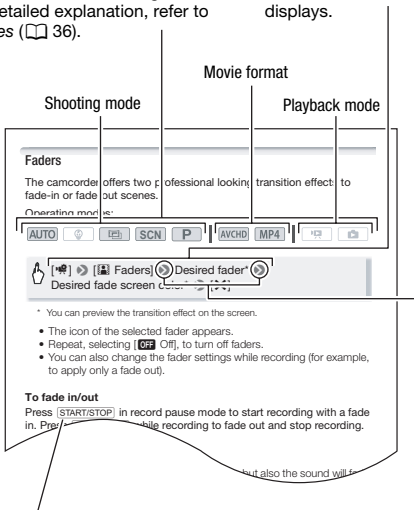 etailed explanation, refer to
es (36).
displays.
Movie format
Shooting mode
Playback mode
Faders
The camcorder offers two professional looking transition effects to
fade-in or fade out scenes.
Operating modes:
AUTO SCN P AVCHD MP4
[ ] [ Faders] Desired fader*
Desired fade screen color* [ ]
* You can preview the transition effect on the screen.
• The icon of the selected fader appears.
• Repeat, selecting [OFF Off], to turn off faders.
• You can also change the fader settings while recording (for example,
to apply only a fade out).
To fade in/out
Press START/STOP in record pause mode to start recording with a fade
in. Press while recording to fade out and stop recording.
but also the sound will